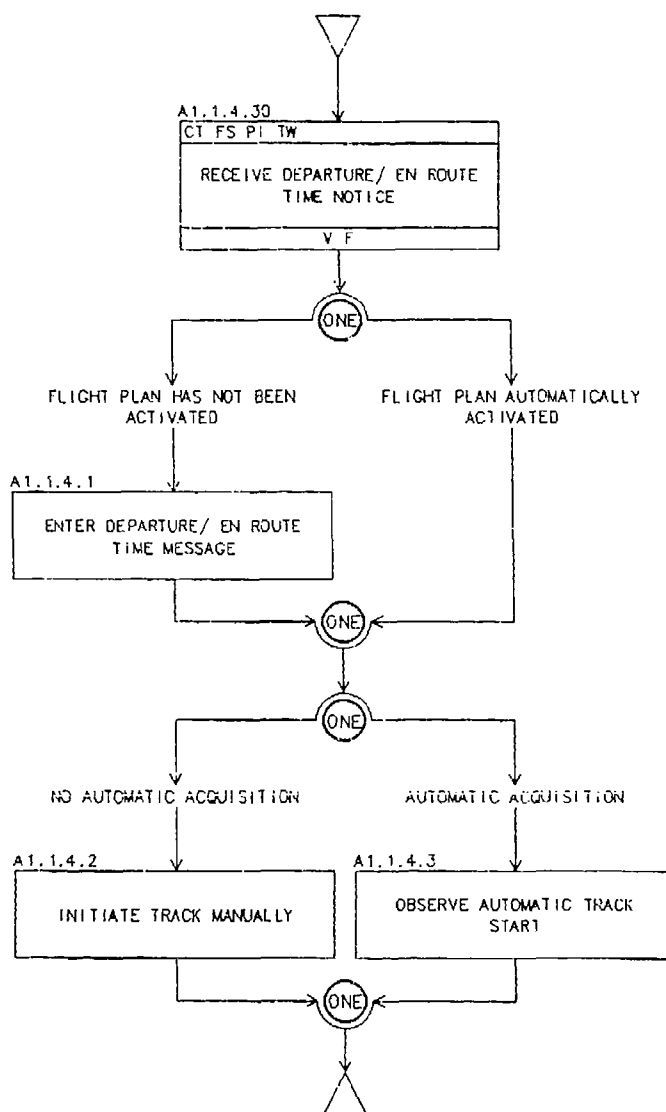 A1.1.4.30
CT FS PI TW
RECEIVE DEPARTURE/ EN ROUTE
TIME NOTICE
V F
ONE
FLIGHT PLAN HAS NOT BEEN
ACTIVATED
FLIGHT PLAN AUTOMATICALLY
ACTIVATED
A1.1.4.1
ENTER DEPARTURE/ EN ROUTE
TIME MESSAGE
ONE
ONE
NO AUTOMATIC ACQUISITION
AUTOMATIC ACQUISITION
A1.1.4.2
INITIATE TRACK MANUALLY
A1.1.4.3
OBSERVE AUTOMATIC TRACK
START
ONE